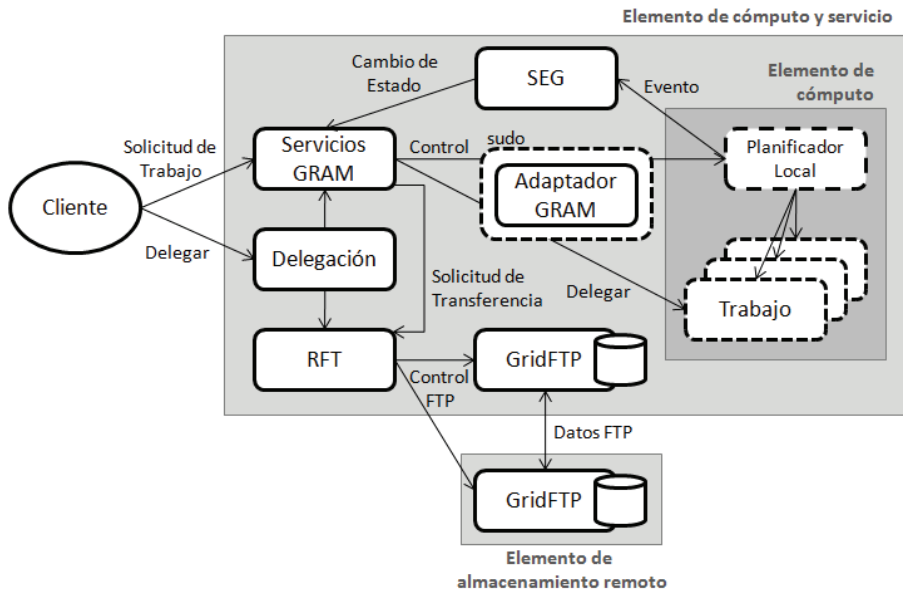 Elemento de cómputo y servicio
Cambio de
Estado
SEG
Evento
Elemento de
cómputo
Solicitud de
Trabajo
Servicios
GRAM
Control
sudo
Adaptador
GRAM
Planificador
Local
Cliente
Delegar
Delegación
Solicitud de
Transferencia
Delegar
Trabajo
RFT
Control
FTP
GridFTP
Datos FTP
GridFTP
Elemento de
almacenamiento remoto